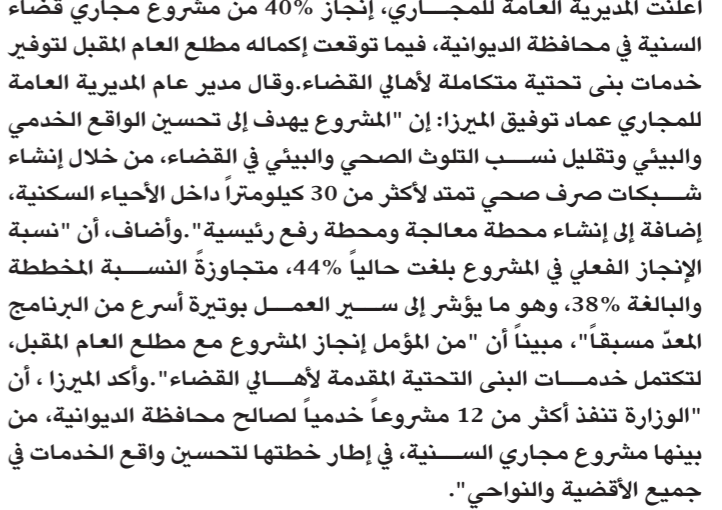 اعلنت المديرية العامة للمجاري، إنجاز 40% من مشروع مجاري قضاء
السنية في محافظة الديوانية، فيما توقعت إكماله مطلع العام المقبل لتوفير
خدمات بنى تحتية متكاملة لأهالي القضاء.وقال مدير عام المديرية العامة
للمجاري عماد توفيق الميرزا: إن "المشروع يهدف إلى تحسين الواقع الخدمي
والبيئي وتقليل نسب التلوث الصحي والبيئي في القضاء، من خلال إنشاء
شبكات صرف صحي تمتد لأكثر من 30 كيلومتراً داخل الأحياء السكنية،
إضافة إلى إنشاء محطة معالجة ومحطة رفع رئيسية".وأضاف، أن "نسبة
الإنجاز الفعلي في المشروع بلغت حالياً 44%، متجاوزةً النسبة المخططة
والبالغة 38%، وهو ما يؤشر إلى سير العمل بوتيرة أسرع من البرنامج
المعدّ مسبقاً"، مبيناً أن "من المؤمل إنجاز المشروع مع مطلع العام المقبل،
لتكتمل خدمات البنى التحتية المقدمة لأهالي القضاء".وأكد الميرزا ، أن
"الوزارة تنفذ أكثر من 12 مشروعاً خدمياً لصالح محافظة الديوانية، من
بينها مشروع مجاري السنية، في إطار خطتها لتحسين واقع الخدمات في
جميع الأقضية والنواحي".